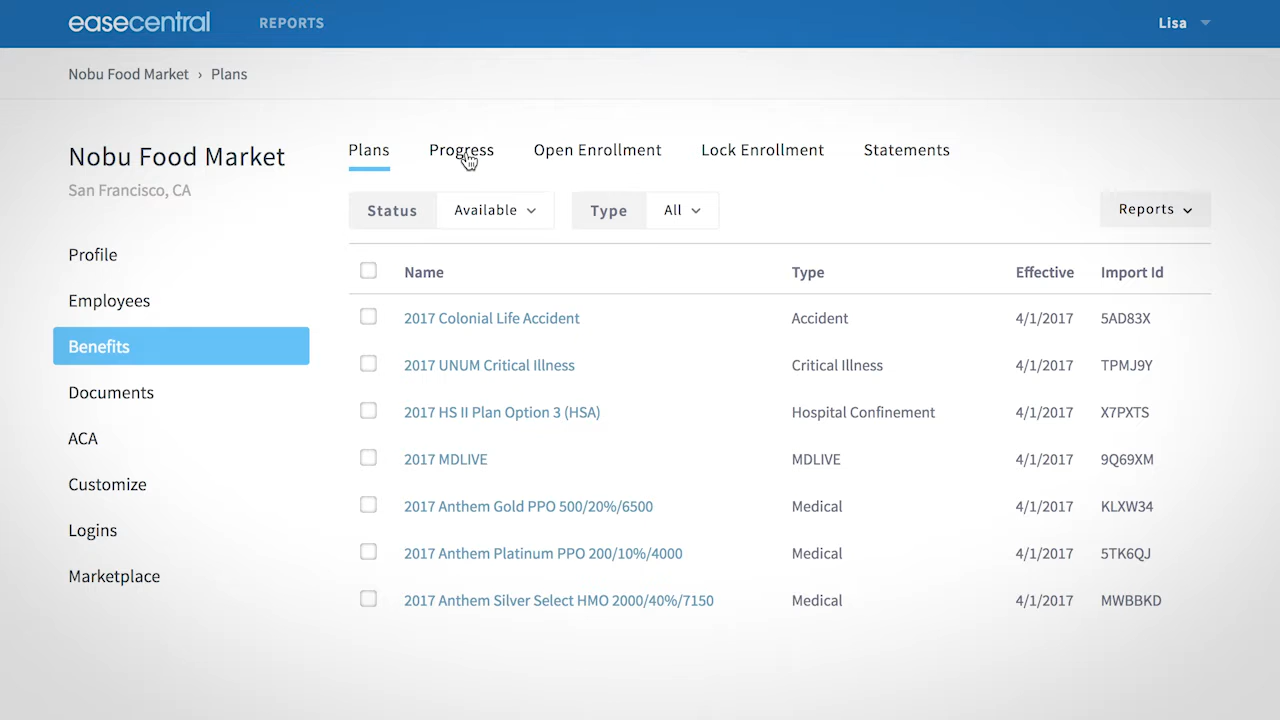 easecentral REPORTS Lisa
Nobu Food Market › Plans
Nobu Food Market
San Francisco, CA
Profile
Employees
Benefits
Documents
ACA
Customize
Logins
Marketplace
Plans Progress Open Enrollment Lock Enrollment Statements
Status Available Type All Reports
Name Type Effective Import Id
2017 Colonial Life Accident Accident 4/1/2017 5AD83X
2017 UNUM Critical Illness Critical Illness 4/1/2017 TPMJ9Y
2017 HS II Plan Option 3 (HSA) Hospital Confinement 4/1/2017 X7PXTS
2017 MDLIVE MDLIVE 4/1/2017 9Q69XM
2017 Anthem Gold PPO 500/20%/6500 Medical 4/1/2017 KLXW34
2017 Anthem Platinum PPO 200/10%/4000 Medical 4/1/2017 5TK6QJ
2017 Anthem Silver Select HMO 2000/40%/7150 Medical 4/1/2017 MWBBKD